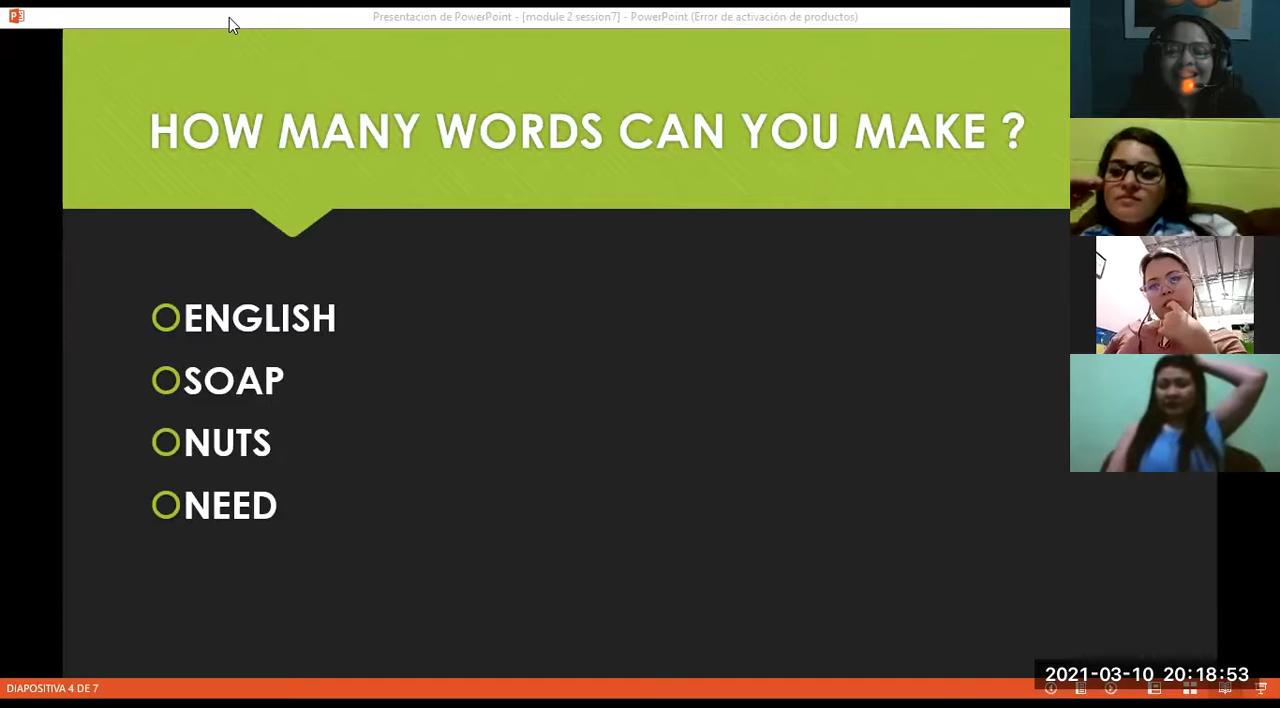 Presentacion de PowerPoint - [module 2 session7] - PowerPoint (Error de activación de productos)
HOW MANY WORDS CAN YOU MAKE ?
ENGLISH
SOAP
NUTS
NEED
2021-03-10 20:18:53
DIAPOSITIVA 4 DE 7